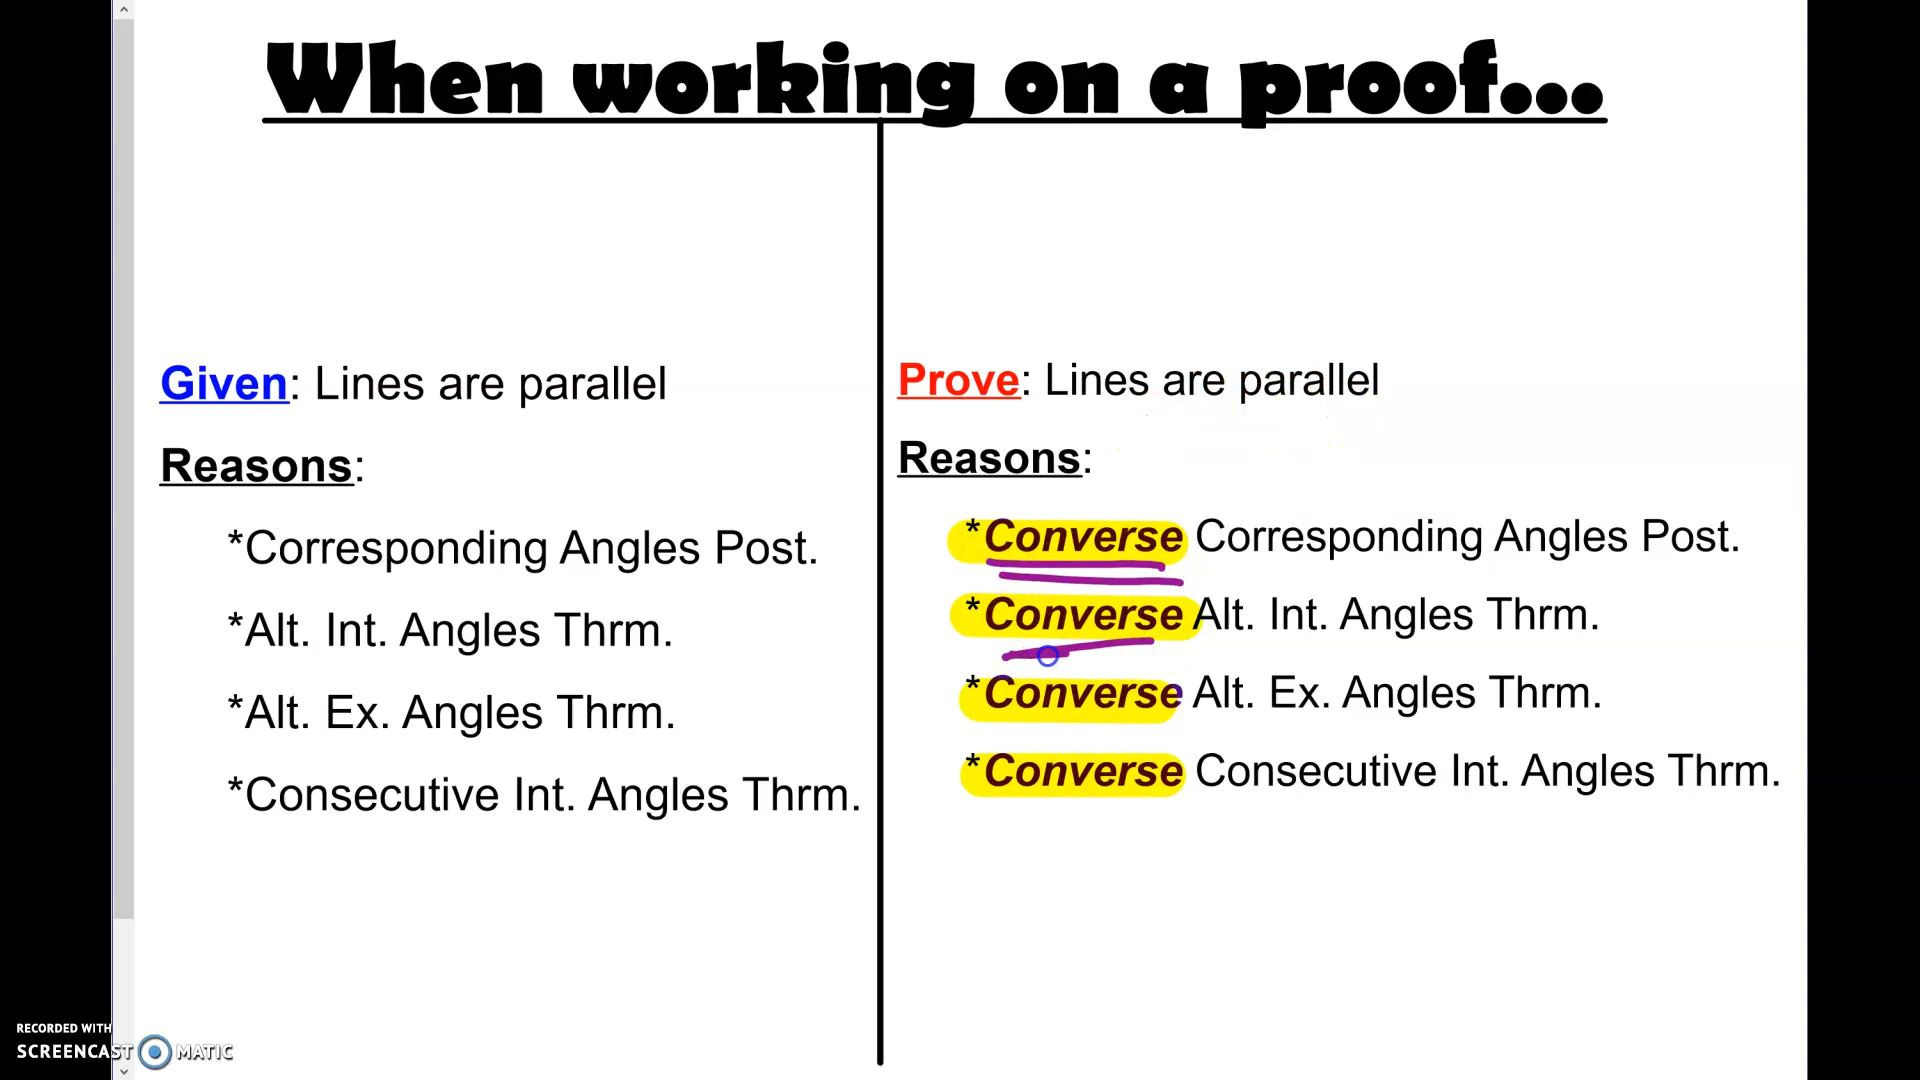 When working on a proof...
Given: Lines are parallel
Reasons:
*Corresponding Angles Post.
*Alt. Int. Angles Thrm.
*Alt. Ex. Angles Thrm.
*Consecutive Int. Angles Thrm.
Prove: Lines are parallel
Reasons:
*Converse Corresponding Angles Post.
*Converse Alt. Int. Angles Thrm.
*Converse Alt. Ex. Angles Thrm.
*Converse Consecutive Int. Angles Thrm.
RECORDED WITH
SCREENCAST MATIC